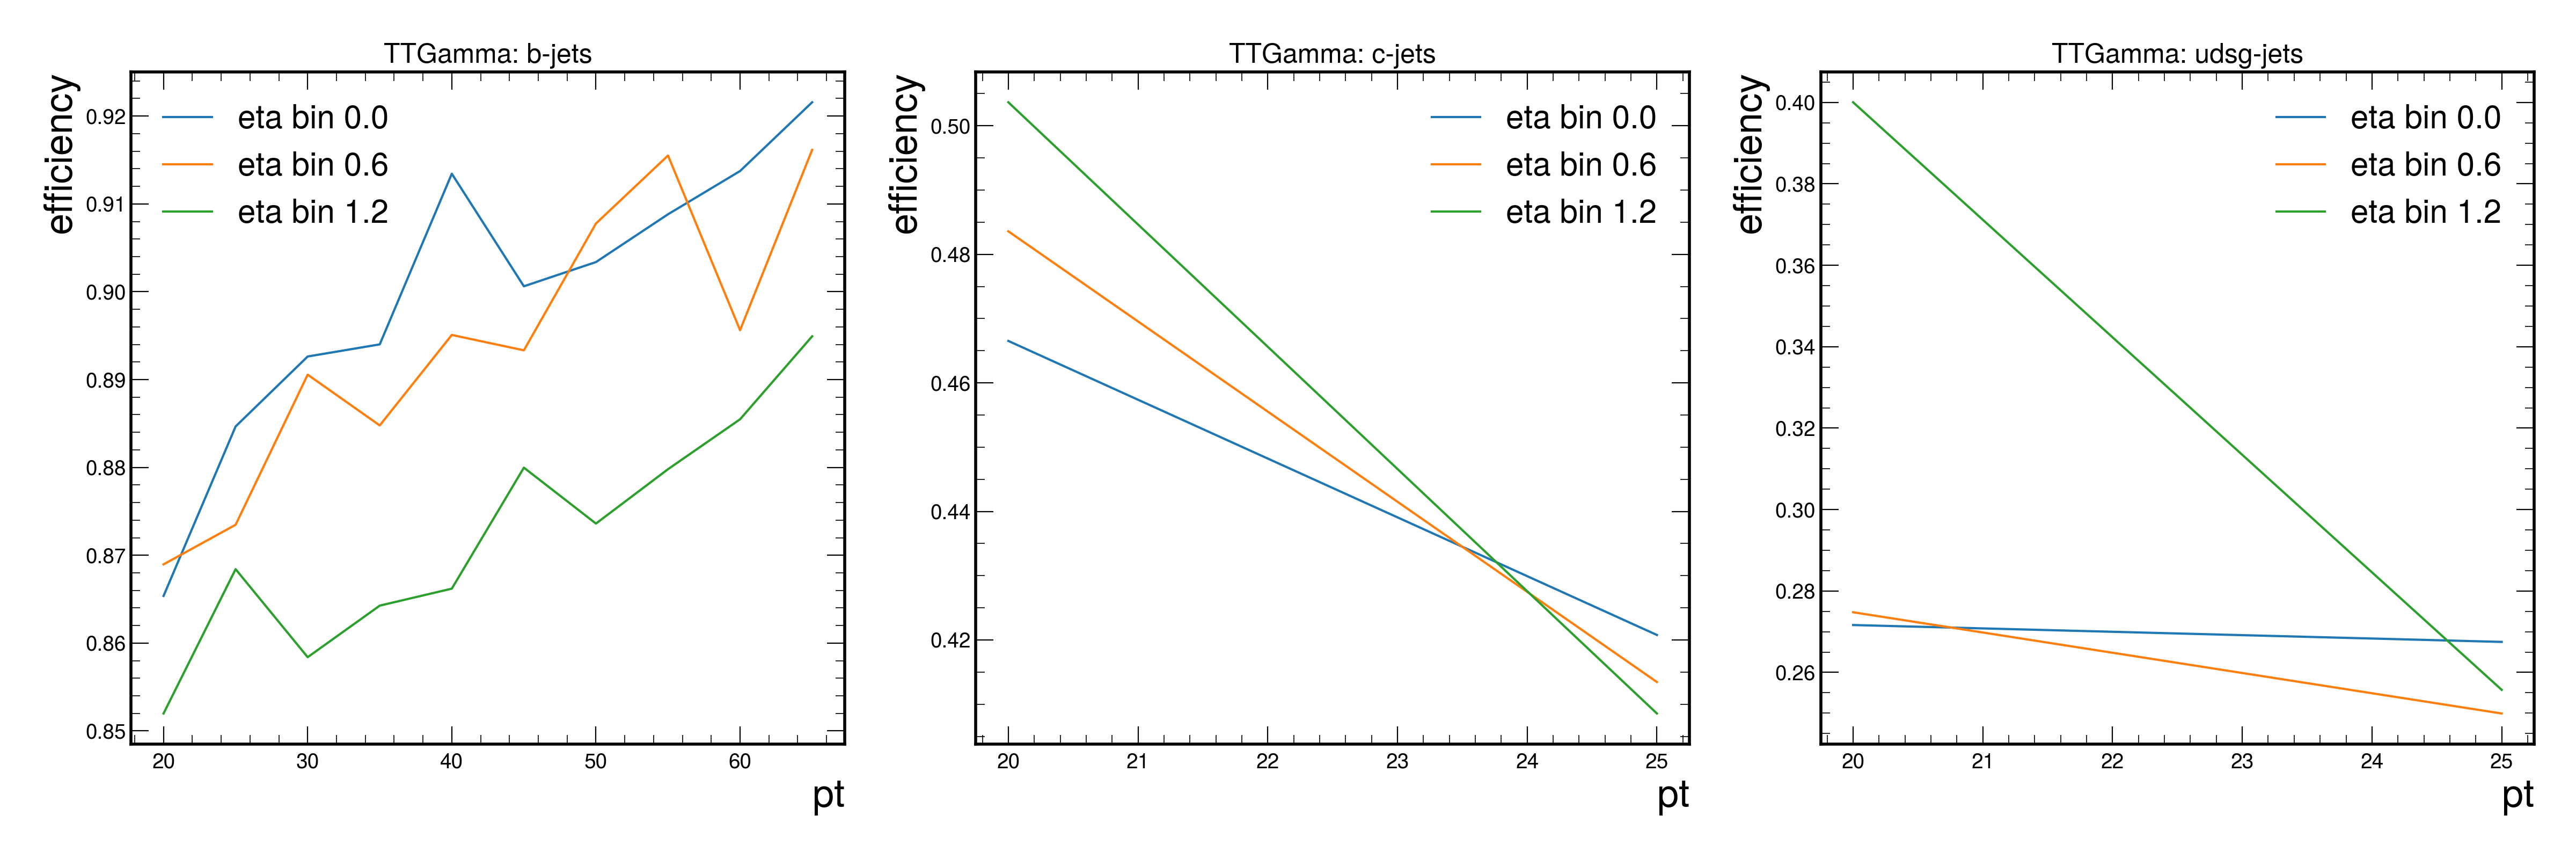 TTGamma: b-jets
efficiency
0.92
0.91
0.90
0.89
0.88
0.87
0.86
0.85
eta bin 0.0
eta bin 0.6
eta bin 1.2
20 30 40 50 60
pt
TTGamma: c-jets
efficiency
0.50
0.48
0.46
0.44
0.42
eta bin 0.0
eta bin 0.6
eta bin 1.2
20 21 22 23 24 25
pt
TTGamma: udsg-jets
efficiency
0.40
0.38
0.36
0.34
0.32
0.30
0.28
0.26
eta bin 0.0
eta bin 0.6
eta bin 1.2
20 21 22 23 24 25
pt